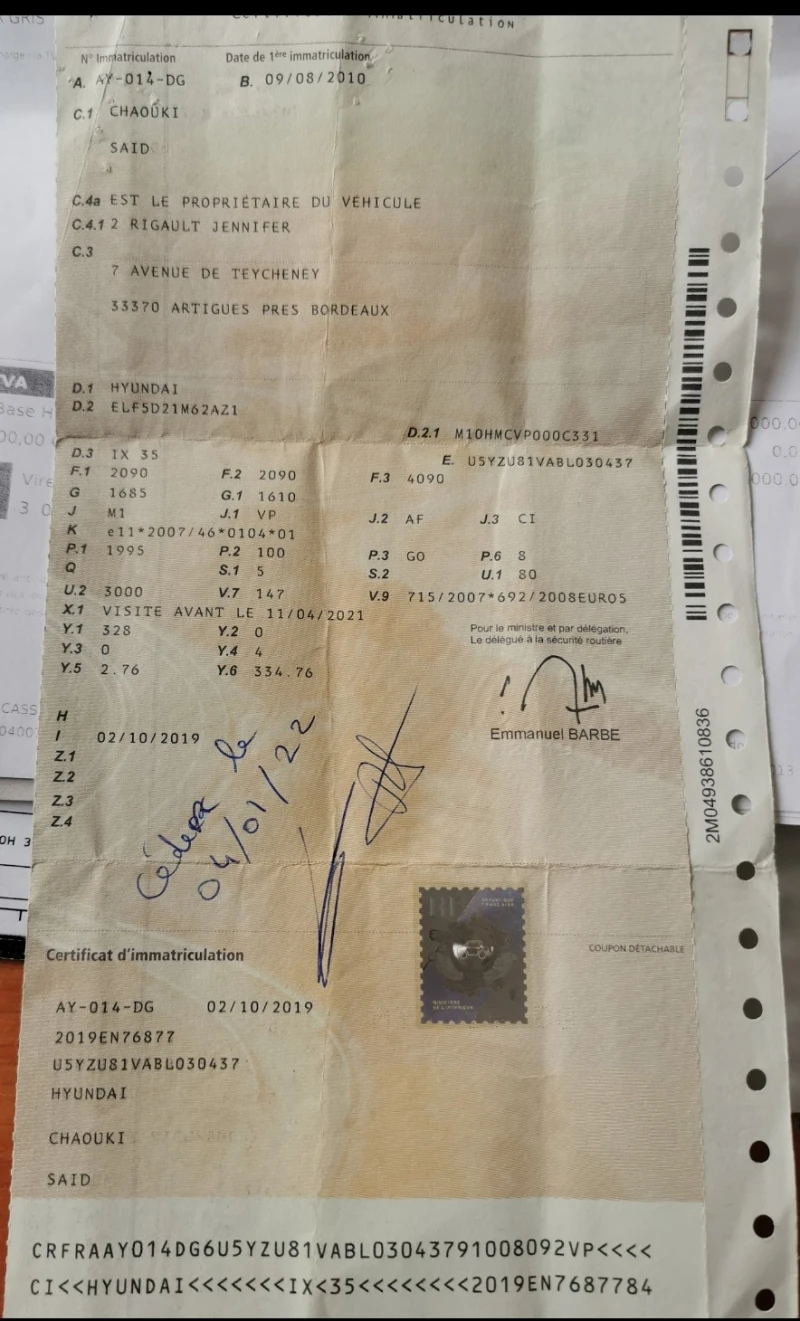 N° Immatriculation Date de 1ère immatriculation
A. AY-014-DG B. 09/08/2010
C.1 CHAOUKI
SAID
C.4a EST LE PROPRIÉTAIRE DU VÉHICULE
C.4.1 2 RIGAULT JENNIFER
C.3
7 AVENUE DE TEYCHENEY
33370 ARTIGUES PRES BORDEAUX
D.1 HYUNDAI
D.2 ELF5D21M62AZ1
D.2.1 M10HMCVP000C331
D.3 IX 35 E. U5YZU81VABL030437
F.1 2090 F.2 2090 F.3 4090
G 1685 G.1 1610
J M1 J.1 VP J.2 AF J.3 CI
K e11*2007/46*0104*01
P.1 1995 P.2 100 P.3 GO P.6 8
Q S.1 5 S.2 U.1 80
U.2 3000 V.7 147 V.9 715/2007*692/2008EURO5
X.1 VISITE AVANT LE 11/04/2021
Y.1 328 Y.2 0
Y.3 0 Y.4 4
Y.5 2.76 Y.6 334.76
Pour le ministre et par délégation,
Le délégué à la sécurité routière
Emmanuel BARBE
H
I 02/10/2019
Z.1
Z.2
Z.3
Z.4
le
04/01/22
2M04938610836
Certificat d'immatriculation
COUPON DÉTACHABLE
AY-014-DG 02/10/2019
2019EN76877
U5YZU81VABL030437
HYUNDAI
CHAOUKI
SAID
CRFRAAY014DG6U5YZU81VABL03043791008092VP<<<<
CI<<HYUNDAI<<<<<<<IX<35<<<<<<<<2019EN7687784